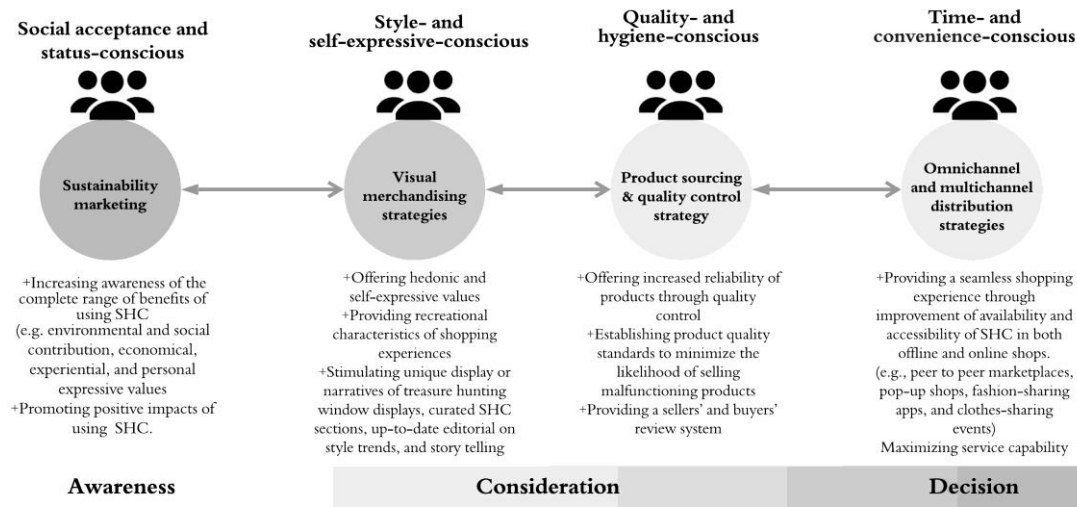 Social acceptance and
status-conscious
Style- and
self-expressive-conscious
Quality- and
hygiene-conscious
Time- and
convenience-conscious
Sustainability
marketing
Visual
merchandising
strategies
Product sourcing
& quality control
strategy
Omnichannel
and multichannel
distribution
strategies
+Increasing awareness of the
complete range of benefits of
using SHC
(e.g. environmental and social
contribution, economical,
experiential, and personal
expressive values
+Promoting positive impacts of
using SHC.
+Offering hedonic and
self-expressive values
+Providing recreational
characteristics of shopping
experiences
+Stimulating unique display or
narratives of treasure hunting
window displays, curated SHC
sections, up-to-date editorial on
style trends, and story telling
+Offering increased reliability of
products through quality
control
+Establishing product quality
standards to minimize the
likelihood of selling
malfunctioning products
+Providing a sellers’ and buyers’
review system
+Providing a seamless shopping
experience through
improvement of availability and
accessibility of SHC in both
offline and online shops.
(e.g., peer to peer marketplaces,
pop-up shops, fashion-sharing
apps, and clothes-sharing
events)
Maximizing service capability
Awareness
Consideration
Decision